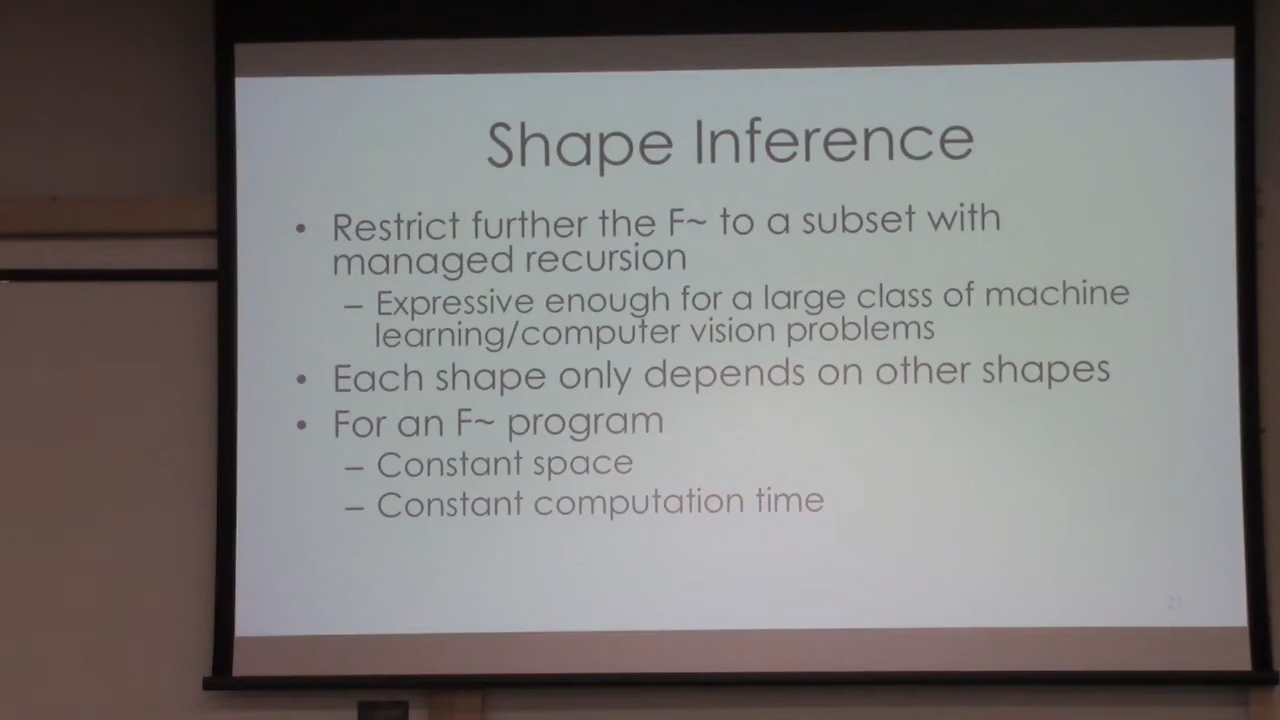 Shape Inference
• Restrict further the F~ to a subset with
managed recursion
– Expressive enough for a large class of machine
learning/computer vision problems
• Each shape only depends on other shapes
• For an F~ program
– Constant space
– Constant computation time
21